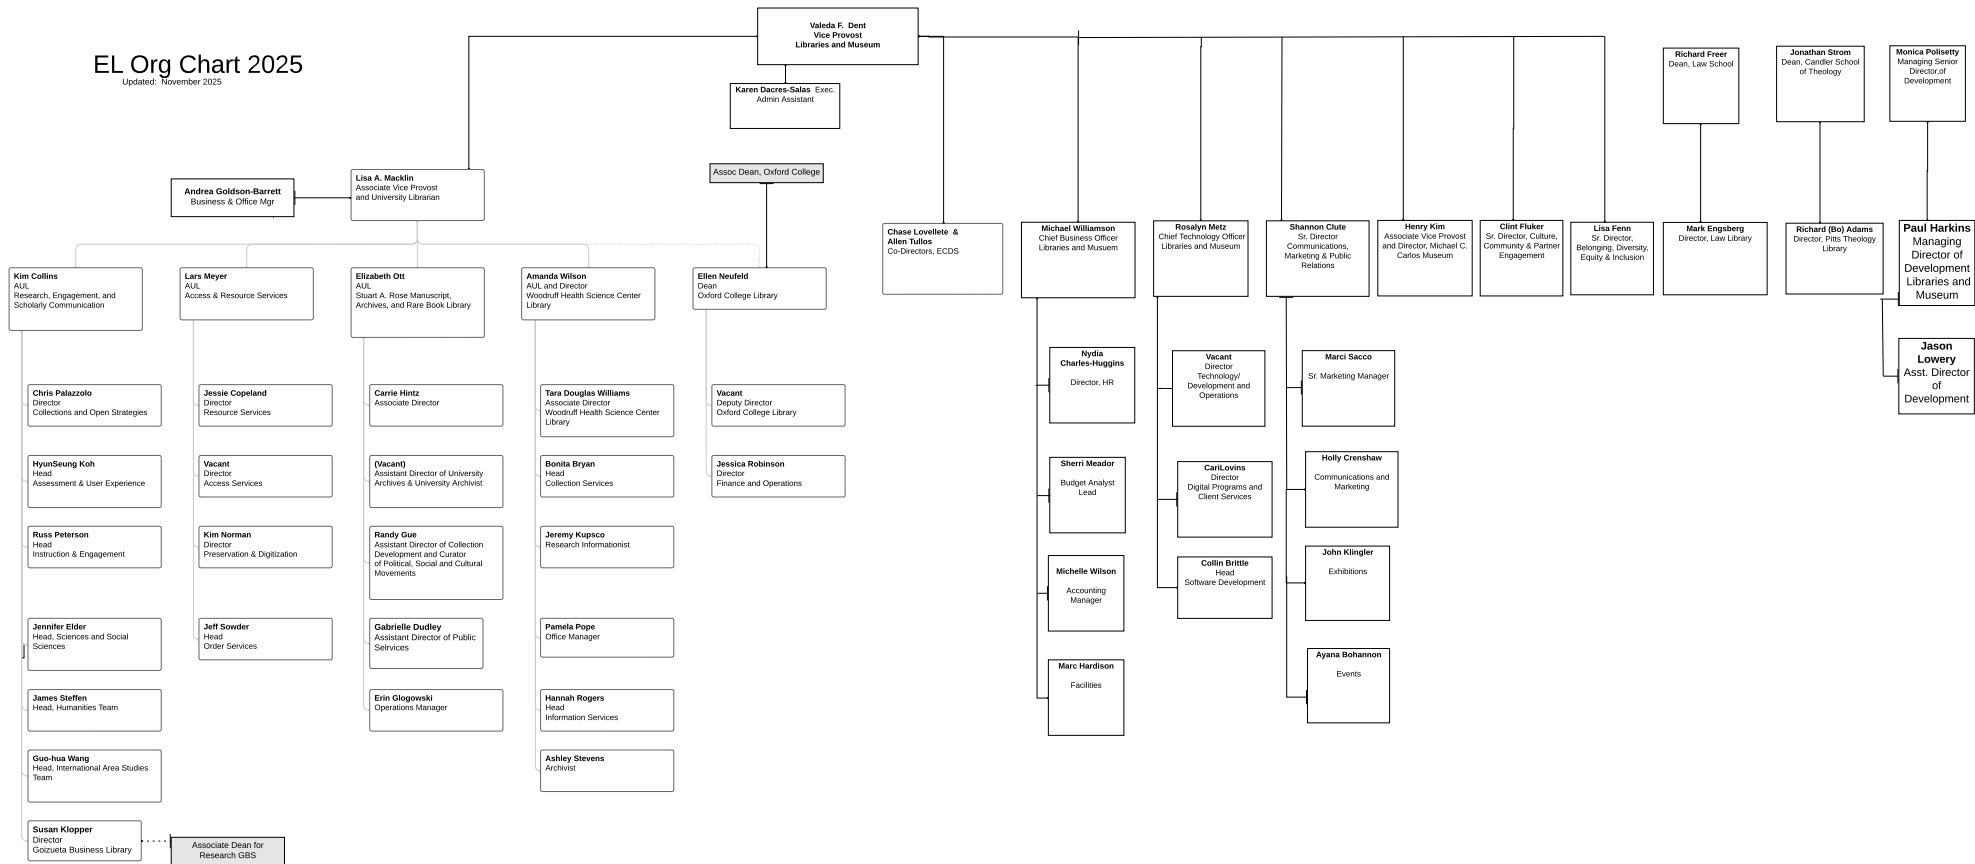 EL Org Chart 2025
Updated:  November 2025
Valeda F.  Dent
Vice Provost
Libraries and Museum
Karen Dacres-Salas  Exec.
Admin Assistant
Richard Freer
Dean, Law School
Jonathan Strom
Dean, Candler School
of Theology
Monica Polisetty
Managing Senior
Director,of
Development
Andrea Goldson-Barrett
Business & Office Mgr
Lisa A. Macklin
Associate Vice Provost
and University Librarian
Assoc Dean, Oxford College
Chase Lovellete  &
Allen Tullos
Co-Directors, ECDS
Michael Williamson
Chief Business Officer
Libraries and Musuem
Rosalyn Metz
Chief Technology Officer
Libraries and Museum
Shannon Clute
Sr. Director
Communications,
Marketing & Public
Relations
Henry Kim
Associate Vice Provost
and Director, Michael C.
Carlos Museum
Clint Fluker
Sr. Director, Culture,
Community & Partner
Engagement
Lisa Fenn
Sr. Director,
Belonging, Diversity,
Equity & Inclusion
Mark Engsberg
Director, Law Library
Richard (Bo) Adams
Director, Pitts Theology
Library
Paul Harkins
Managing
Director of
Development
Libraries and
Museum
Jason
Lowery
Asst. Director
of
Development
Kim Collins
AUL
Research, Engagement, and
Scholarly Communication
Lars Meyer
AUL
Access & Resource Services
Elizabeth Ott
AUL
Stuart A. Rose Manuscript,
Archives, and Rare Book Library
Amanda Wilson
AUL and Director
Woodruff Health Science Center
Library
Ellen Neufeld
Dean
Oxford College Library
Chris Palazzolo
Director
Collections and Open Strategies
HyunSeung Koh
Head
Assessment & User Experience
Russ Peterson
Head
Instruction & Engagement
Jennifer Elder
Head, Sciences and Social
Sciences
James Steffen
Head, Humanities Team
Guo-hua Wang
Head, International Area Studies
Team
Susan Klopper
Director
Goizueta Business Library
Associate Dean for
Research GBS
Jessie Copeland
Director
Resource Services
Vacant
Director
Access Services
Kim Norman
Director
Preservation & Digitization
Jeff Sowder
Head
Order Services
Carrie Hintz
Associate Director
(Vacant)
Assistant Director of University
Archives & University Archivist
Randy Gue
Assistant Director of Collection
Development and Curator
of Political, Social and Cultural
Movements
Gabrielle Dudley
Assistant Director of Public
Selrvices
Erin Glogowski
Operations Manager
Tara Douglas Williams
Associate Director
Woodruff Health Science Center
Library
Bonita Bryan
Head
Collection Services
Jeremy Kupsco
Research Informationist
Pamela Pope
Office Manager
Hannah Rogers
Head
Information Services
Ashley Stevens
Archivist
Vacant
Deputy Director
Oxford College Library
Jessica Robinson
Director
Finance and Operations
Nydia
Charles-Huggins
Director, HR
Sherri Meador
Budget Analyst
Lead
Michelle Wilson
Accounting
Manager
Marc Hardison
Facilities
Vacant
Director
Technology/
Development and
Operations
CariLovins
Director
Digital Programs and
Client Services
Collin Brittle
Head
Software Development
Marci Sacco
Sr. Marketing Manager
Holly Crenshaw
Communications and
Marketing
John Klingler
Exhibitions
Ayana Bohannon
Events